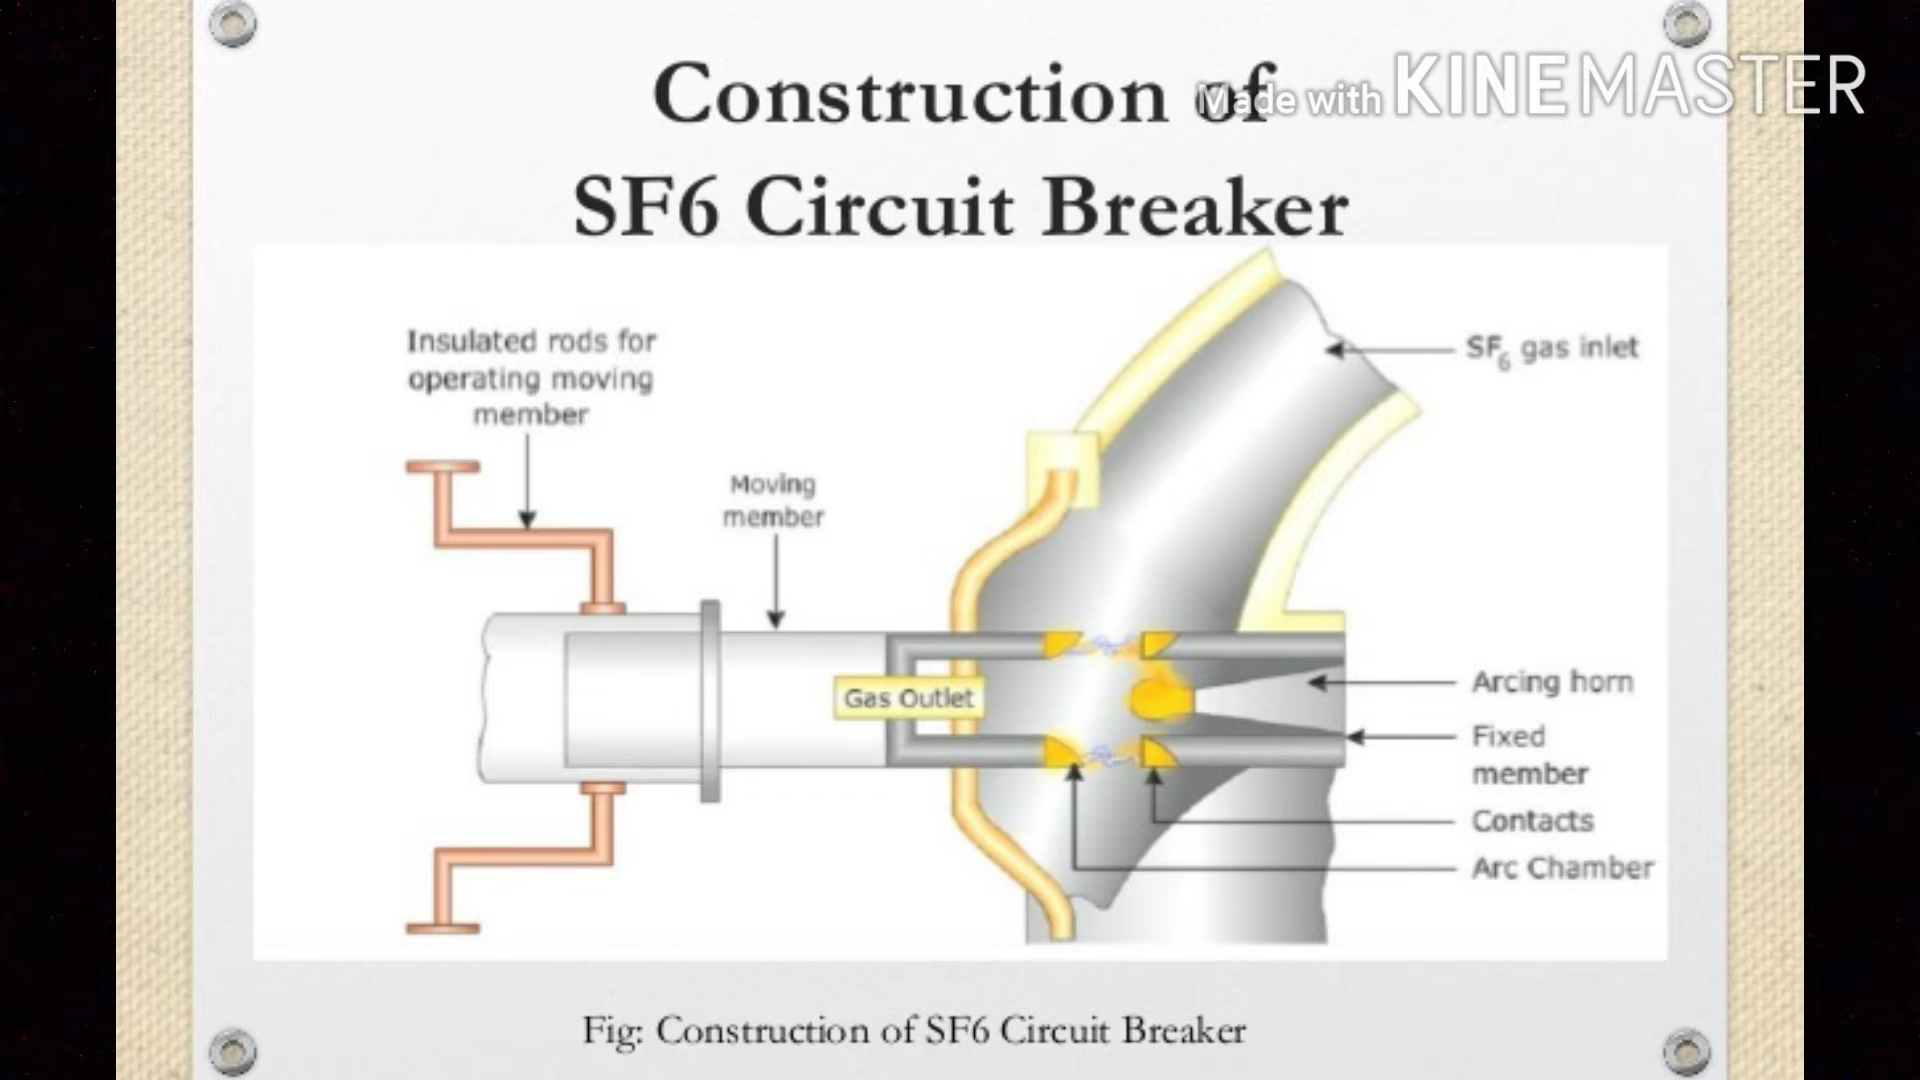 Construction of
Made with KINEMASTER
SF6 Circuit Breaker
Insulated rods for
operating moving
member
SF6 gas inlet
Moving
member
Gas Outlet
Arcing horn
Fixed
member
Contacts
Arc Chamber
Fig: Construction of SF6 Circuit Breaker